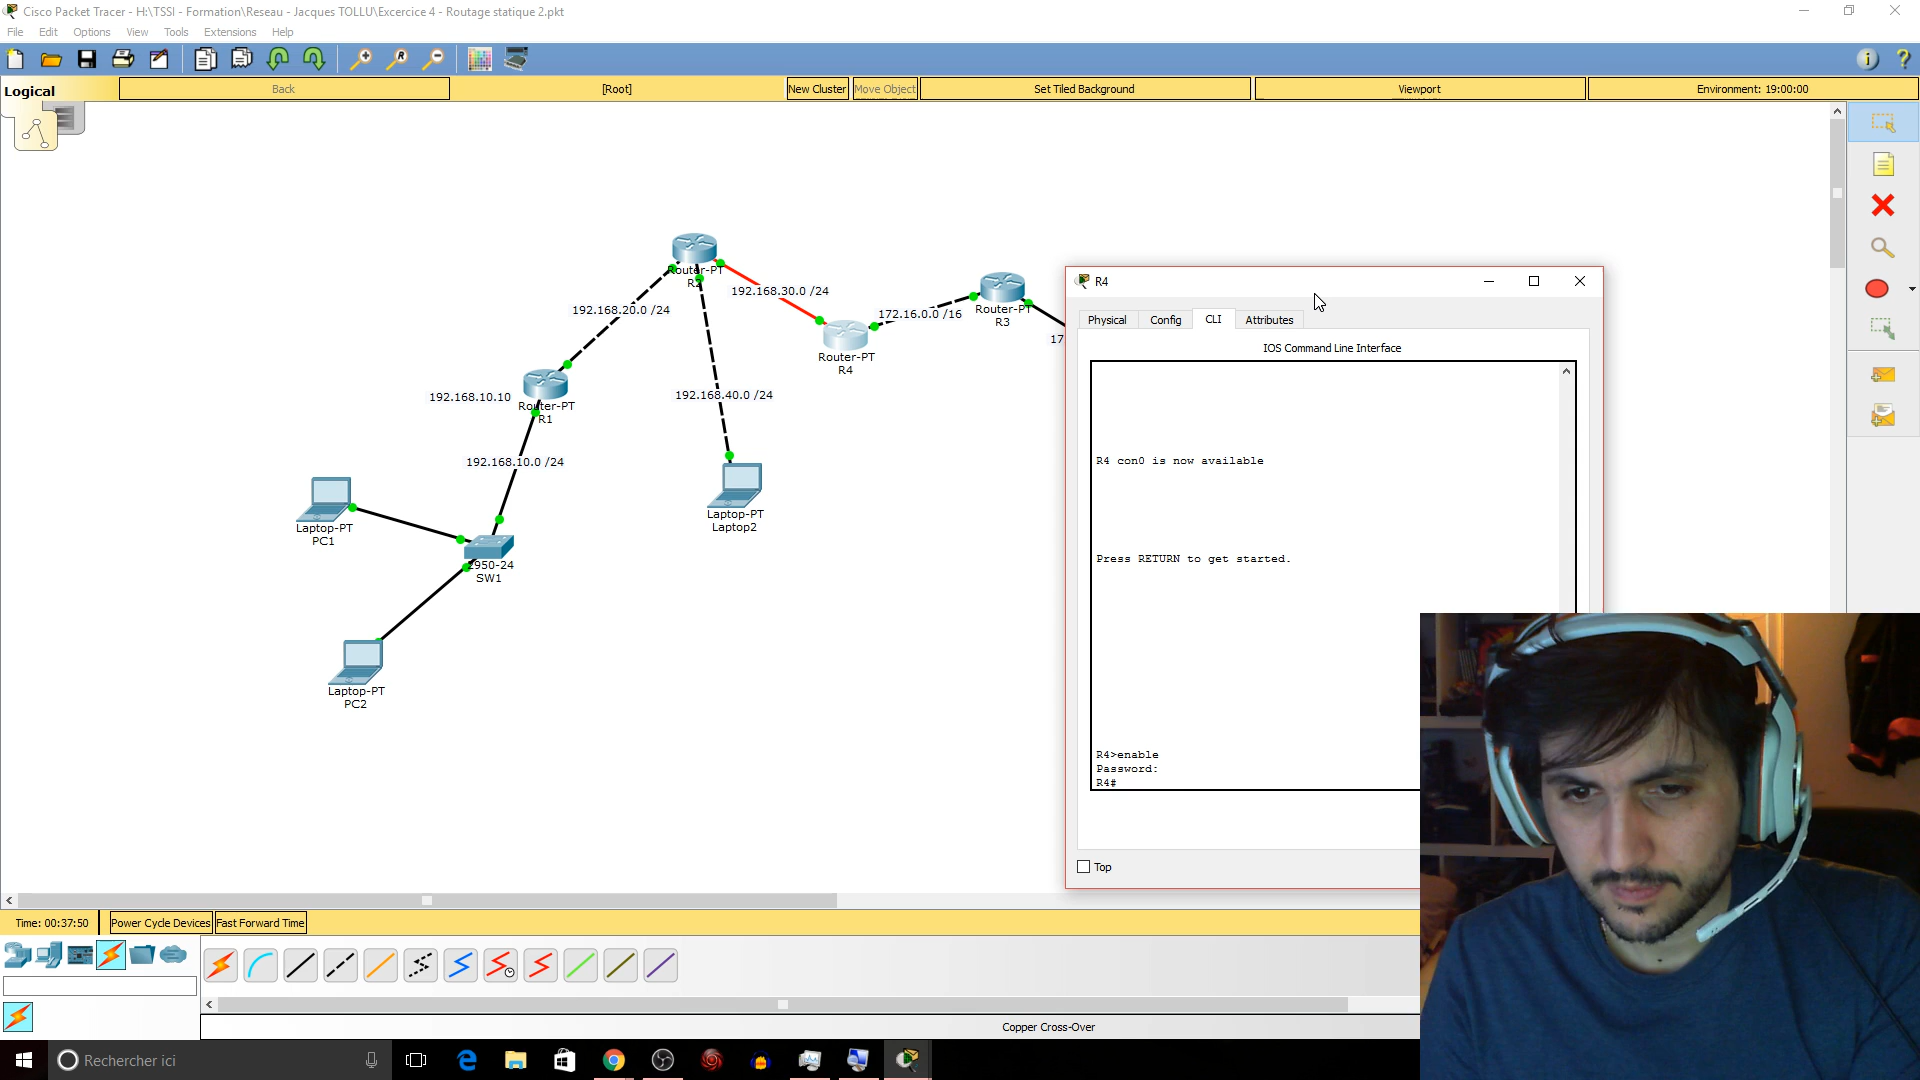 Cisco Packet Tracer - H:\TSSI - Formation\Reseau - Jacques TOLLU\Excercice 4 - Routage statique 2.pkt
File Edit Options View Tools Extensions Help
Logical
Back
[Root]
New Cluster
Move Object
Set Tiled Background
Viewport
Environment: 19:00:00
Router-PT
R2
192.168.30.0 /24
192.168.20.0 /24
172.16.0.0 /16
Router-PT
R3
17
Router-PT
R4
192.168.10.10
Router-PT
R1
192.168.40.0 /24
192.168.10.0 /24
Laptop-PT
PC1
Laptop-PT
Laptop2
2950-24
SW1
Laptop-PT
PC2
R4
Physical
Config
CLI
Attributes
IOS Command Line Interface
R4 con0 is now available
Press RETURN to get started.
R4>enable
Password:
R4#
Top
Time: 00:37:50
Power Cycle Devices
Fast Forward Time
Copper Cross-Over
Rechercher ici